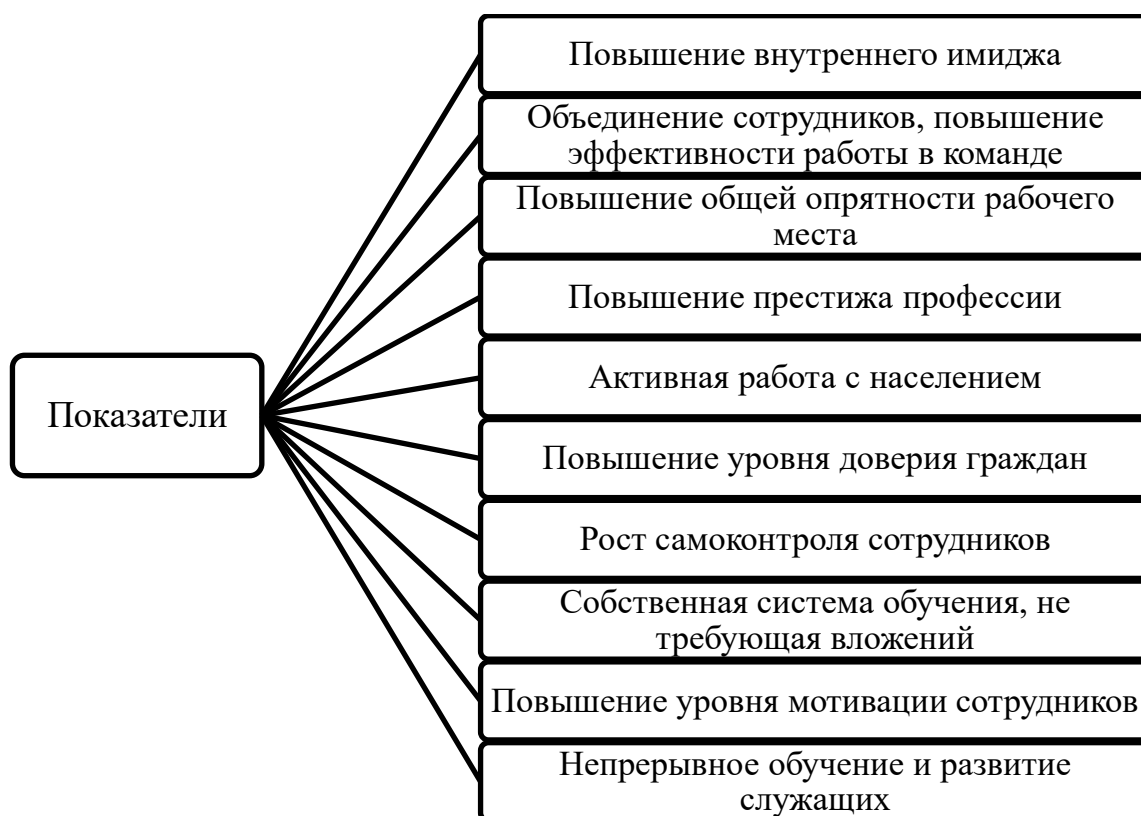 Повышение внутреннего имиджа
Объединение сотрудников, повышение
эффективности работы в команде
Повышение общей опрятности рабочего
места
Повышение престижа профессии
Активная работа с населением
Показатели
Повышение уровня доверия граждан
Рост самоконтроля сотрудников
Собственная система обучения, не
требующая вложений
Повышение уровня мотивации сотрудников
Непрерывное обучение и развитие
служащих